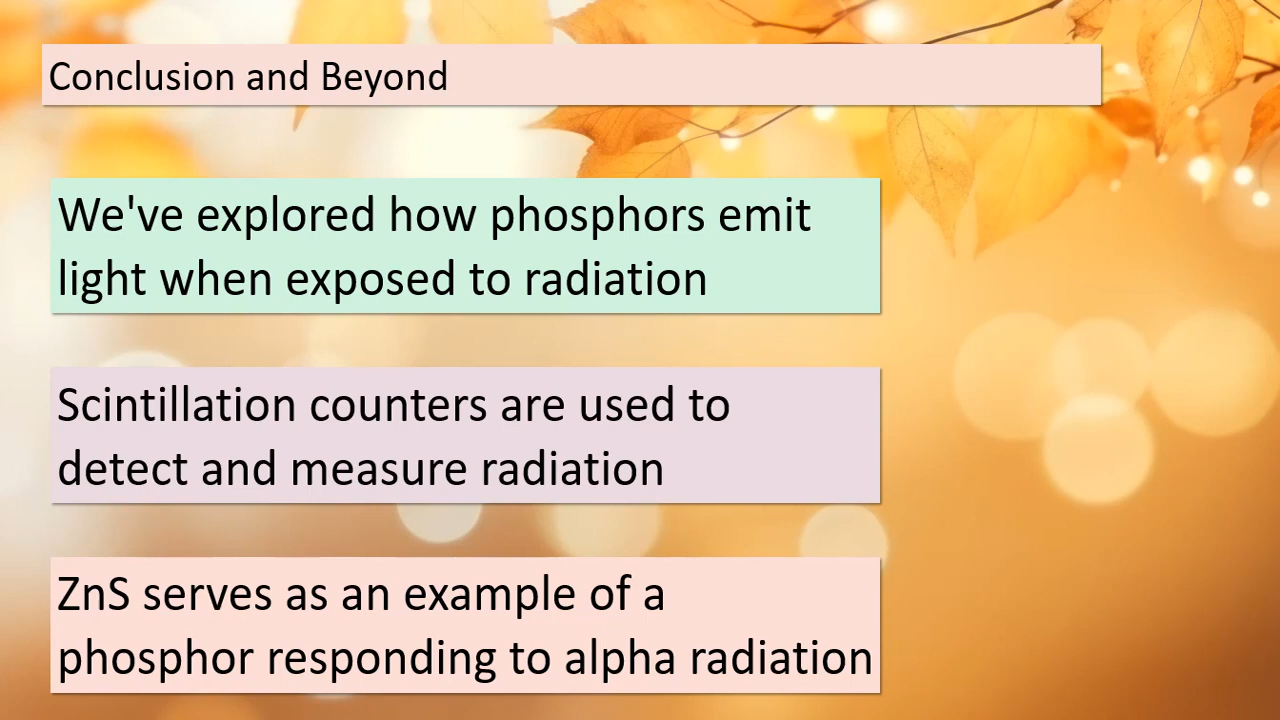 Conclusion and Beyond
We've explored how phosphors emit
light when exposed to radiation
Scintillation counters are used to
detect and measure radiation
ZnS serves as an example of a
phosphor responding to alpha radiation